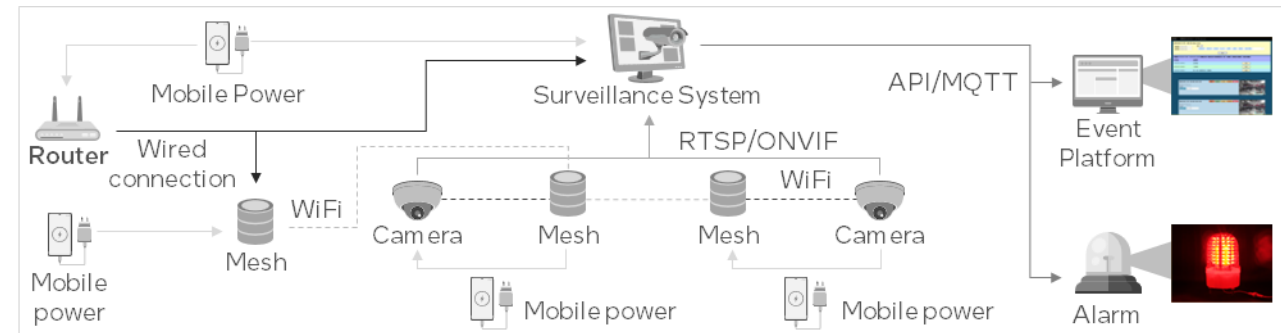 Mobile Power
Surveillance System
API/MQTT
Event
Platform
Router
Wired
connection
RTSP/ONVIF
WiFi
WiFi
Mesh
Camera
Mesh
Mesh
Camera
Mobile
power
Mobile power
Mobile power
Alarm